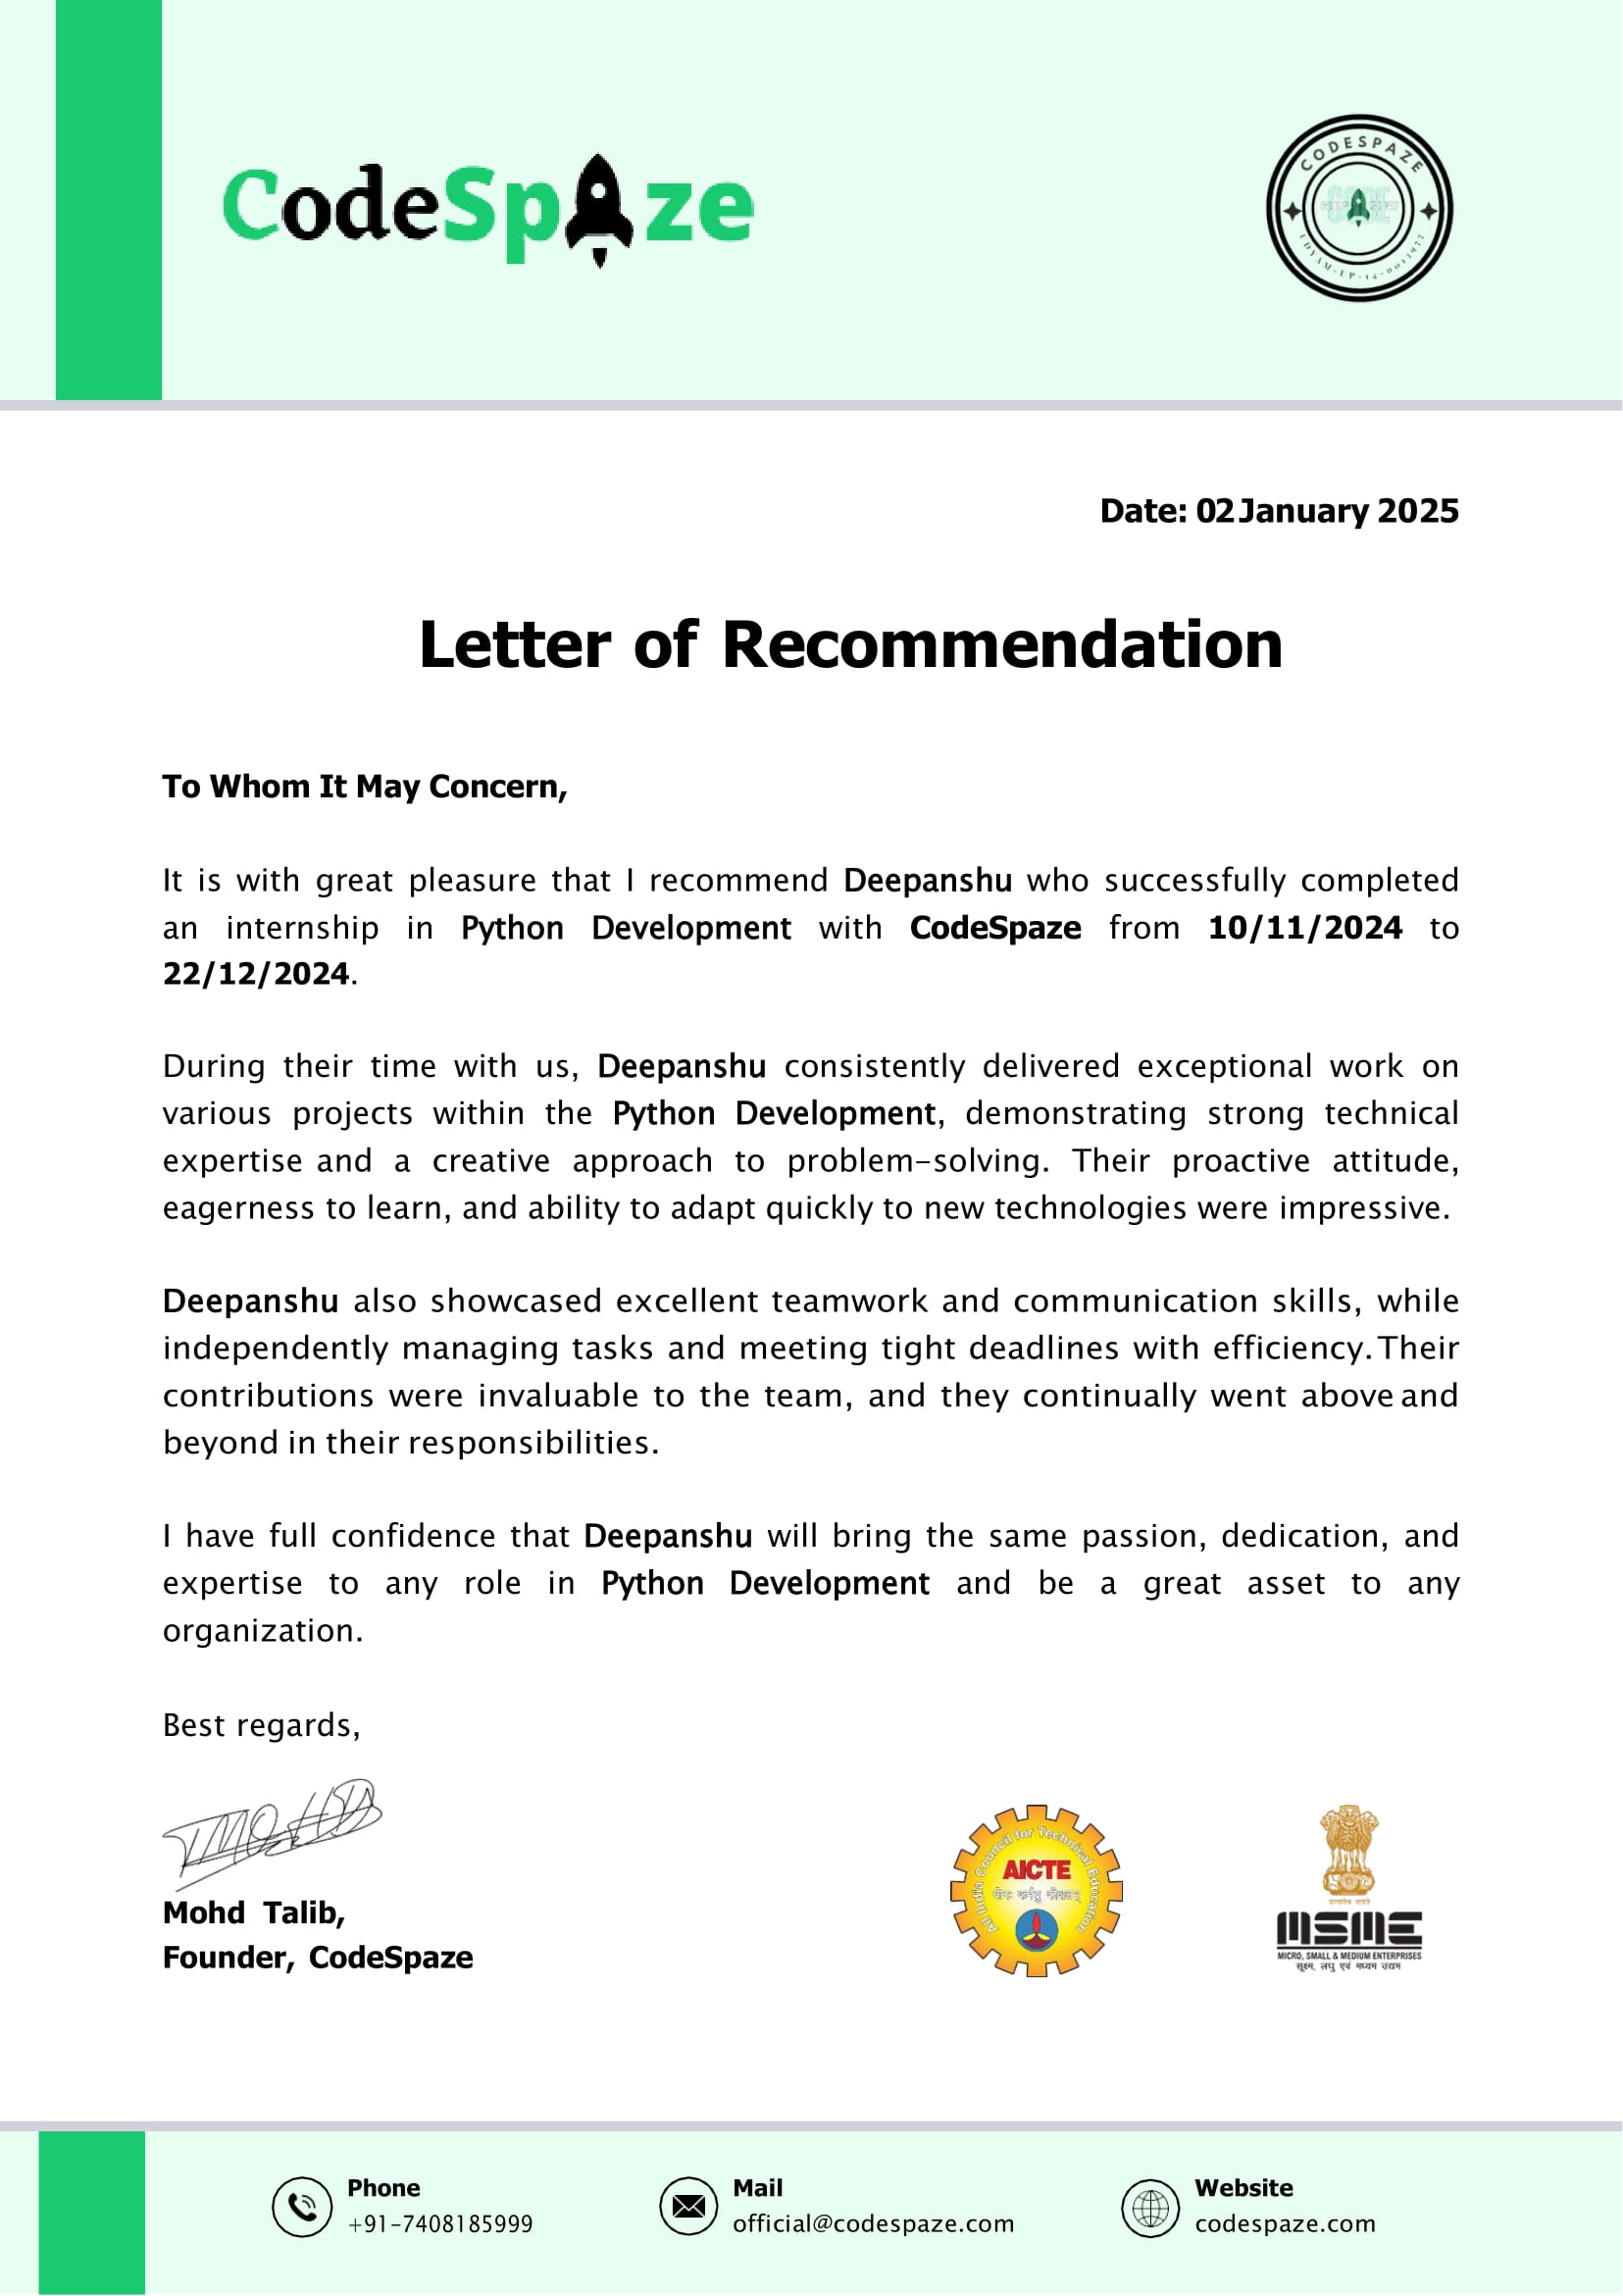 CodeSpaze
CODESPAZE
Date: 02 January 2025
Letter of Recommendation
To Whom It May Concern,
It is with great pleasure that I recommend Deepanshu who successfully completed
an internship in Python Development with CodeSpaze from 10/11/2024 to
22/12/2024.
During their time with us, Deepanshu consistently delivered exceptional work on
various projects within the Python Development, demonstrating strong technical
expertise and a creative approach to problem-solving. Their proactive attitude,
eagerness to learn, and ability to adapt quickly to new technologies were impressive.
Deepanshu also showcased excellent teamwork and communication skills, while
independently managing tasks and meeting tight deadlines with efficiency. Their
contributions were invaluable to the team, and they continually went above and
beyond in their responsibilities.
I have full confidence that Deepanshu will bring the same passion, dedication, and
expertise to any role in Python Development and be a great asset to any
organization.
Best regards,
Mohd Talib,
Founder, CodeSpaze
All India Council for Technical Education
AICTE
योगः कर्मसु कौशलम्
MSME
MICRO, SMALL & MEDIUM ENTERPRISES
सूक्ष्म, लघु एवं मध्यम उद्यम
Phone
+91-7408185999
Mail
official@codespaze.com
Website
codespaze.com